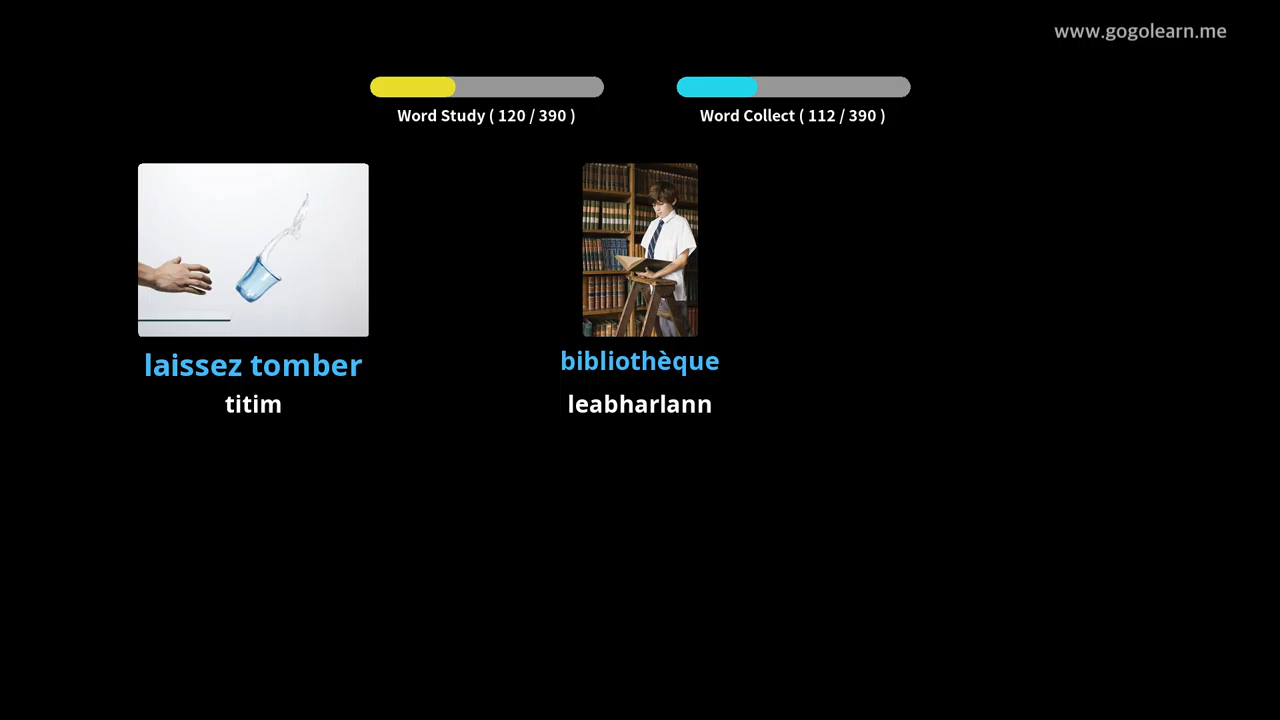 www.gogolearn.me
Word Study ( 120 / 390 )
Word Collect ( 112 / 390 )
laissez tomber
titim
bibliothèque
leabharlann